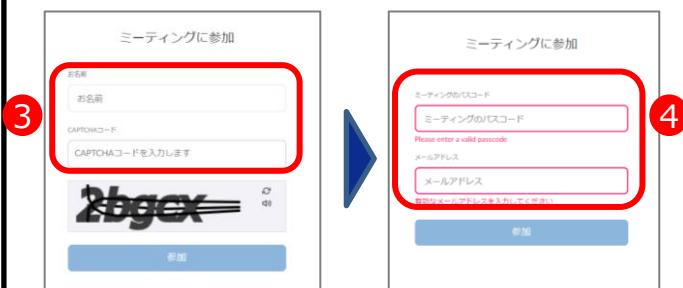 ミーティングに参加
お名前
お名前
3
CAPTCHAコード
CAPTCHAコードを入力します
2bgcx
参加
ミーティングに参加
ミーティングのパスコード
ミーティングのパスコード
4
Please enter a valid passcode
メールアドレス
メールアドレス
有効なメールアドレスを入力してください
参加